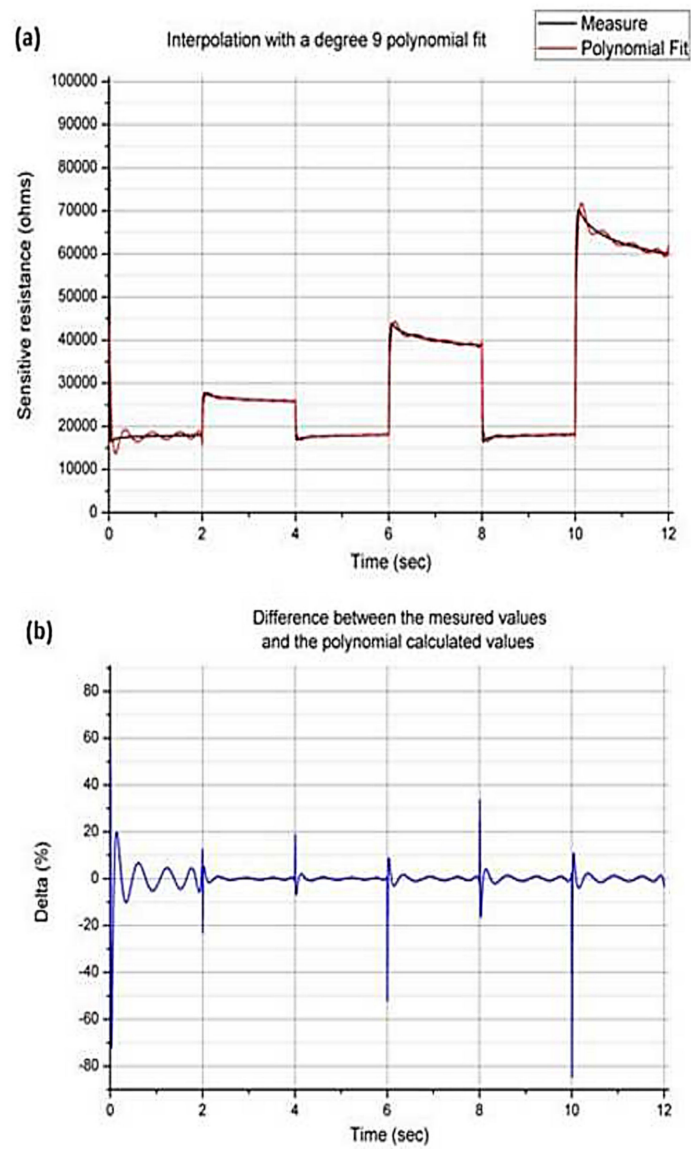 (a)
Interpolation with a degree 9 polynomial fit
Measure
Polynomial Fit
100000
90000
80000
70000
60000
50000
40000
30000
20000
10000
0
Sensitive resistance (ohms)
0 2 4 6 8 10 12
Time (sec)
(b)
Difference between the mesured values
and the polynomial calculated values
80
60
40
20
0
-20
-40
-60
-80
Delta (%)
0 2 4 6 8 10 12
Time (sec)